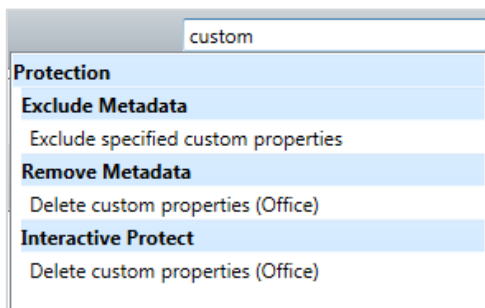 custom
Protection
Exclude Metadata
Exclude specified custom properties
Remove Metadata
Delete custom properties (Office)
Interactive Protect
Delete custom properties (Office)